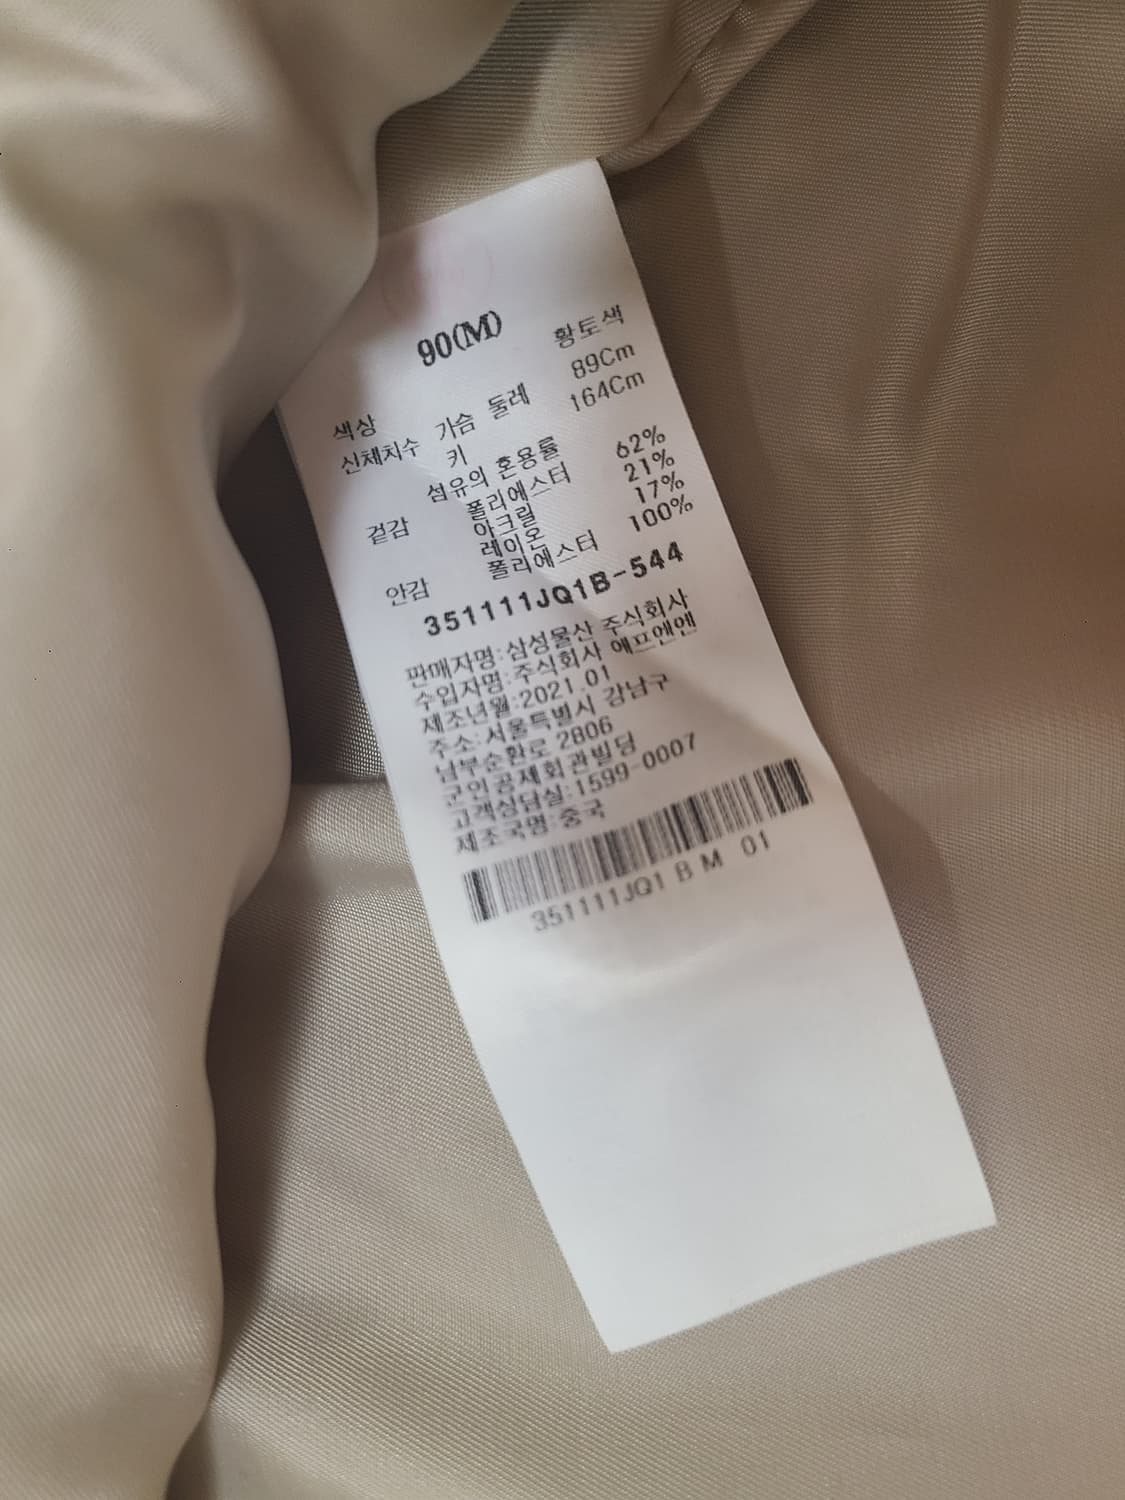 90(M)
색상 황토색
신체치수 가슴 둘레 89Cm
키 164Cm
섬유의 혼용률
겉감 폴리에스터 62%
아크릴 21%
레이온 17%
안감 폴리에스터 100%
351111JQ1B-544
판매자명:삼성물산 주식회사
수입자명:주식회사 에프엔엔
제조년월:2021.01
주소:서울특별시 강남구
남부순환로 2806
군인공제회관빌딩
고객상담실:1599-0007
제조국명:중국
351111JQ1 B M 01